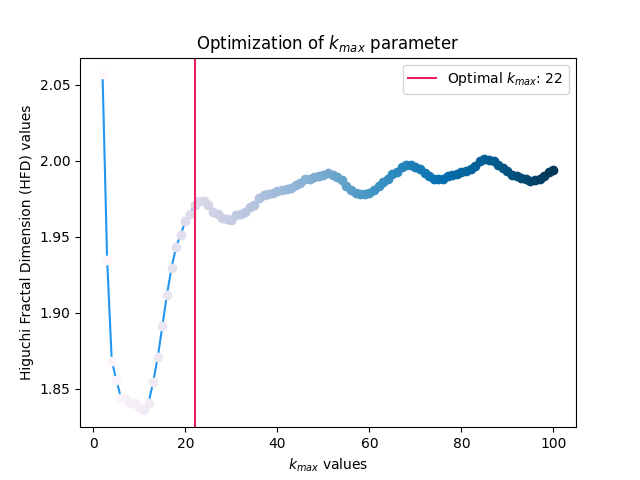 Optimization of $k_{max}$ parameter
Optimal $k_{max}$: 22
Higuchi Fractal Dimension (HFD) values
2.05
2.00
1.95
1.90
1.85
0 20 40 60 80 100
$k_{max}$ values